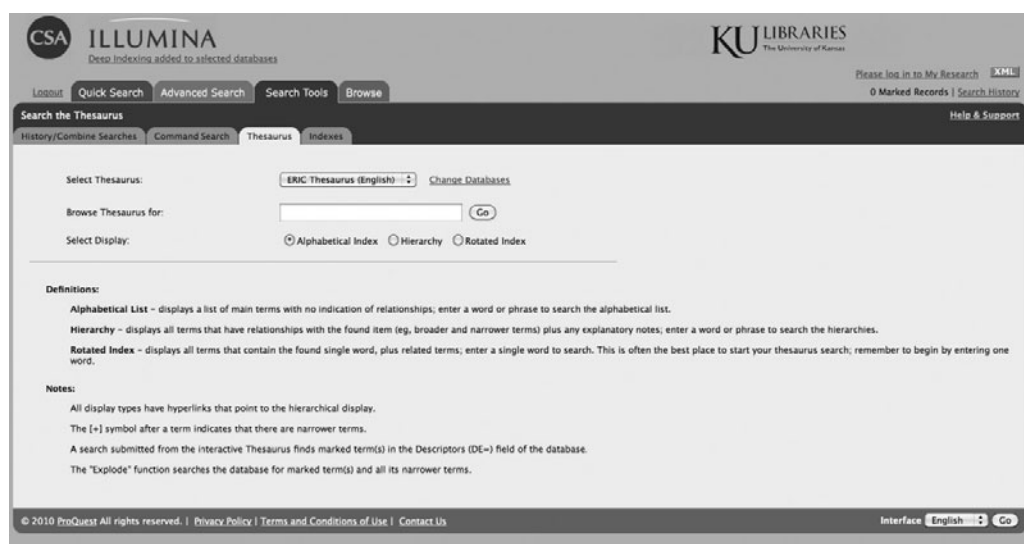 CSA ILLUMINA
Deep Indexing added to selected databases
KU LIBRARIES
The University of Kansas
Please log in to My Research XML
Logout Quick Search Advanced Search Search Tools Browse
0 Marked Records | Search History
Search the Thesaurus Help & Support
History/Combine Searches Command Search Thesaurus Indexes
Select Thesaurus: ERIC Thesaurus (English) Change Databases
Browse Thesaurus for: Go
Select Display: Alphabetical Index Hierarchy Rotated Index
Definitions:
Alphabetical List – displays a list of main terms with no indication of relationships; enter a word or phrase to search the alphabetical list.
Hierarchy – displays all terms that have relationships with the found item (eg, broader and narrower terms) plus any explanatory notes; enter a word or phrase to search the hierarchies.
Rotated Index – displays all terms that contain the found single word, plus related terms; enter a single word to search. This is often the best place to start your thesaurus search; remember to begin by entering one
word.
Notes:
All display types have hyperlinks that point to the hierarchical display.
The [+] symbol after a term indicates that there are narrower terms.
A search submitted from the interactive Thesaurus finds marked term(s) in the Descriptors (DE=) field of the database.
The "Explode" function searches the database for marked term(s) and all its narrower terms.
© 2010 ProQuest All rights reserved. | Privacy Policy | Terms and Conditions of Use | Contact Us Interface English Go